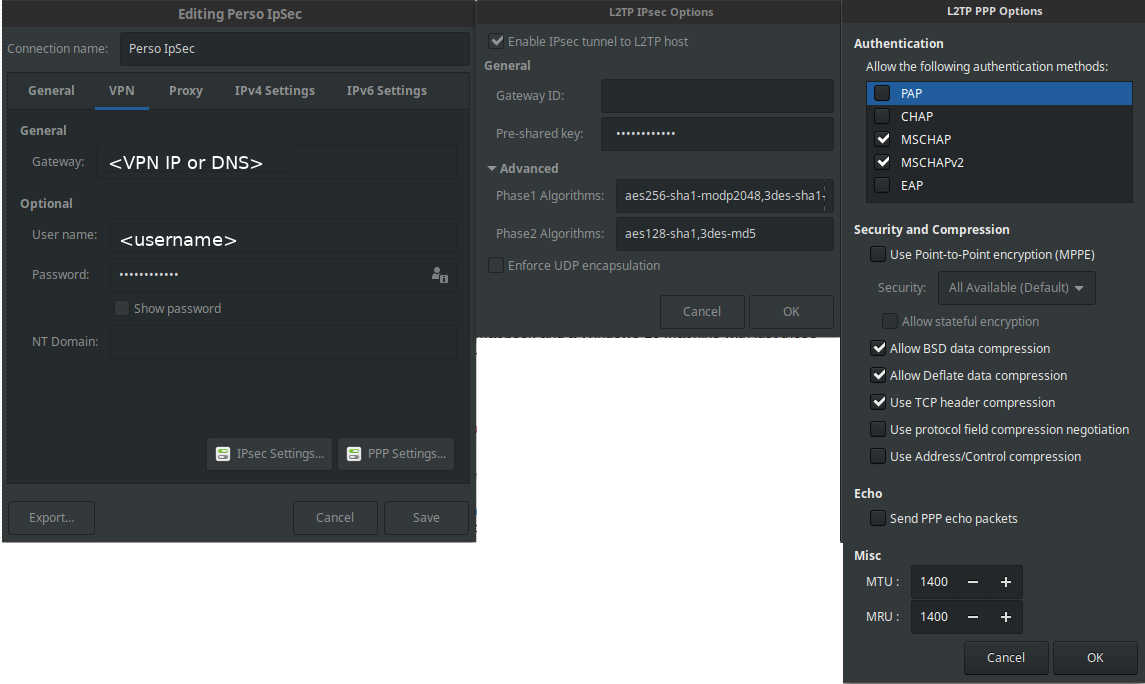 Editing Perso IpSec
Connection name: Perso IpSec
General VPN Proxy IPv4 Settings IPv6 Settings
General
Gateway: <VPN IP or DNS>
Optional
User name: <username>
Password: ••••••••••••
Show password
NT Domain:
IPsec Settings... PPP Settings...
Export... Cancel Save
L2TP IPsec Options
Enable IPsec tunnel to L2TP host
General
Gateway ID:
Pre-shared key: ••••••••••••
Advanced
Phase1 Algorithms: aes256-sha1-modp2048,3des-sha1-
Phase2 Algorithms: aes128-sha1,3des-md5
Enforce UDP encapsulation
Cancel OK
L2TP PPP Options
Authentication
Allow the following authentication methods:
PAP
CHAP
MSCHAP
MSCHAPv2
EAP
Security and Compression
Use Point-to-Point encryption (MPPE)
Security: All Available (Default)
Allow stateful encryption
Allow BSD data compression
Allow Deflate data compression
Use TCP header compression
Use protocol field compression negotiation
Use Address/Control compression
Echo
Send PPP echo packets
Misc
MTU : 1400 − +
MRU : 1400 − +
Cancel OK